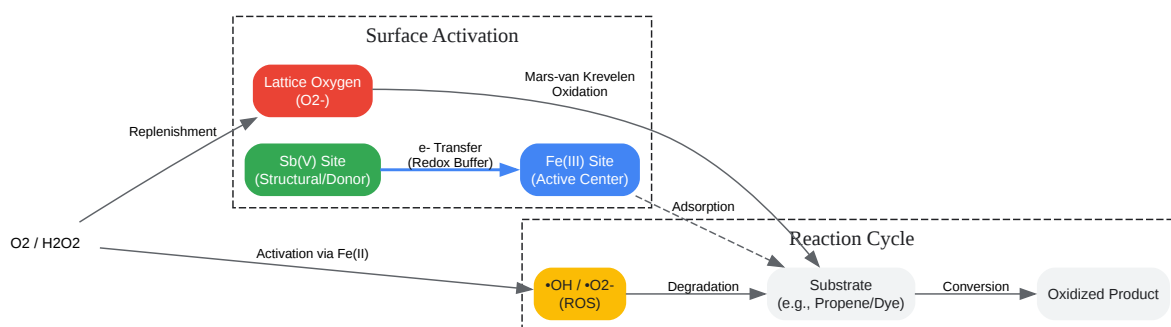 Surface Activation
Lattice Oxygen
(O2-)
Mars-van Krevelen
Oxidation
Replenishment
Sb(V) Site
(Structural/Donor)
e- Transfer
(Redox Buffer)
Fe(III) Site
(Active Center)
Adsorption
O2 / H2O2
Activation via Fe(II)
Reaction Cycle
•OH / •O2-
(ROS)
Degradation
Substrate
(e.g., Propene/Dye)
Conversion
Oxidized Product